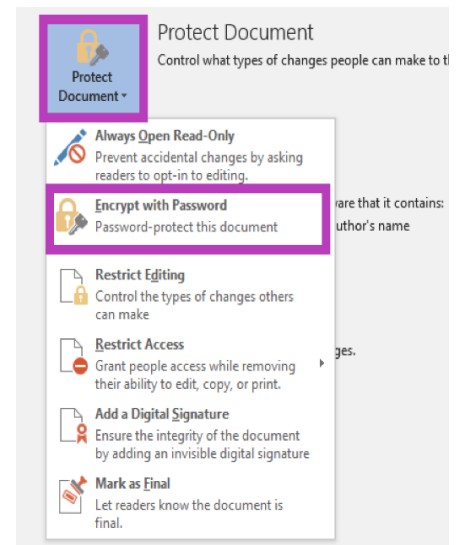 Protect Document
Control what types of changes people can make to
Protect
Document
Always Open Read-Only
Prevent accidental changes by asking
readers to opt-in to editing.
Encrypt with Password
Password-protect this document
that it contains:
name
Restrict Editing
Control the types of changes others
can make
Restrict Access
Grant people access while removing
their ability to edit, copy, or print.
Add a Digital Signature
Ensure the integrity of the document
by adding an invisible digital signature
Mark as Final
Let readers know the document is
final.